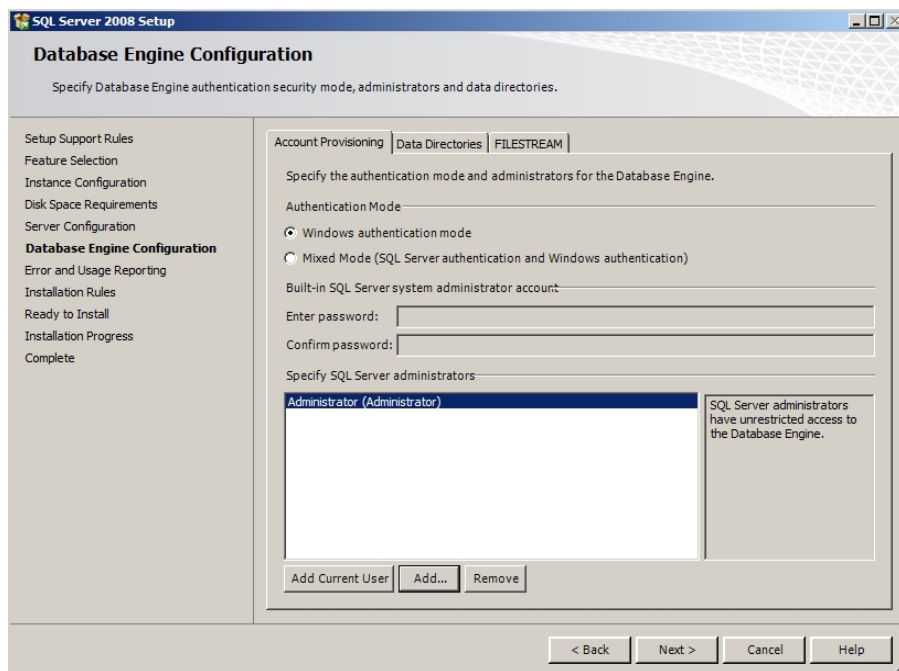 SQL Server 2008 Setup
Database Engine Configuration
Specify Database Engine authentication security mode, administrators and data directories.
Setup Support Rules
Feature Selection
Instance Configuration
Disk Space Requirements
Server Configuration
Database Engine Configuration
Error and Usage Reporting
Installation Rules
Ready to Install
Installation Progress
Complete
Account Provisioning
Data Directories
FILESTREAM
Specify the authentication mode and administrators for the Database Engine.
Authentication Mode
Windows authentication mode
Mixed Mode (SQL Server authentication and Windows authentication)
Built-in SQL Server system administrator account
Enter password:
Confirm password:
Specify SQL Server administrators
Administrator (Administrator)
SQL Server administrators
have unrestricted access to
the Database Engine.
Add Current User
Add...
Remove
< Back
Next >
Cancel
Help